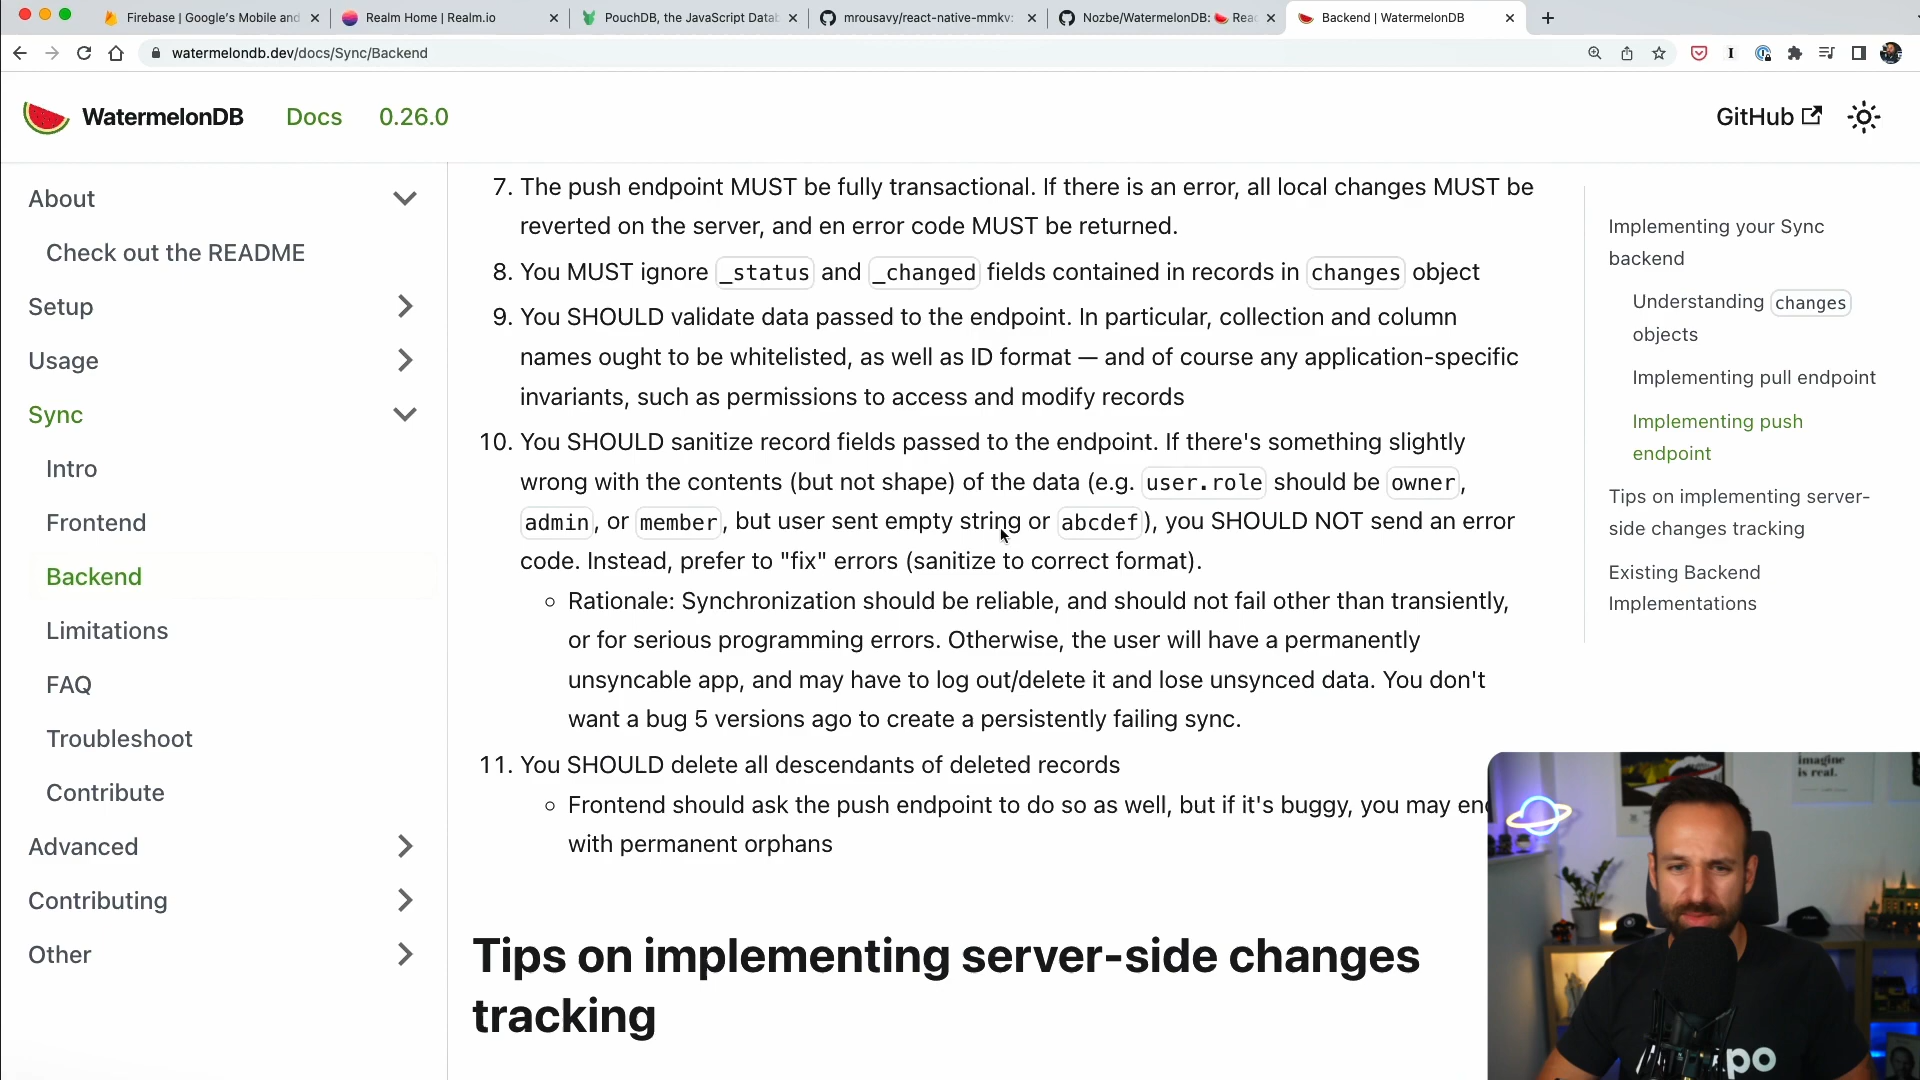 Firebase | Google's Mobile and
Realm Home | Realm.io
PouchDB, the JavaScript Datab
mrousavy/react-native-mmkv:
Nozbe/WatermelonDB: 🍉 Reac
Backend | WatermelonDB
watermelondb.dev/docs/Sync/Backend
WatermelonDB
Docs
0.26.0
GitHub
About
Check out the README
Setup
Usage
Sync
Intro
Frontend
Backend
Limitations
FAQ
Troubleshoot
Contribute
Advanced
Contributing
Other
7. The push endpoint MUST be fully transactional. If there is an error, all local changes MUST be
reverted on the server, and en error code MUST be returned.
8. You MUST ignore _status and _changed fields contained in records in changes object
9. You SHOULD validate data passed to the endpoint. In particular, collection and column
names ought to be whitelisted, as well as ID format — and of course any application-specific
invariants, such as permissions to access and modify records
10. You SHOULD sanitize record fields passed to the endpoint. If there's something slightly
wrong with the contents (but not shape) of the data (e.g. user.role should be owner,
admin, or member, but user sent empty string or abcdef), you SHOULD NOT send an error
code. Instead, prefer to "fix" errors (sanitize to correct format).
Rationale: Synchronization should be reliable, and should not fail other than transiently,
or for serious programming errors. Otherwise, the user will have a permanently
unsyncable app, and may have to log out/delete it and lose unsynced data. You don't
want a bug 5 versions ago to create a persistently failing sync.
11. You SHOULD delete all descendants of deleted records
Frontend should ask the push endpoint to do so as well, but if it's buggy, you may en
with permanent orphans
Tips on implementing server-side changes
tracking
Implementing your Sync
backend
Understanding changes
objects
Implementing pull endpoint
Implementing push
endpoint
Tips on implementing server-
side changes tracking
Existing Backend
Implementations
imagine
is real.
po